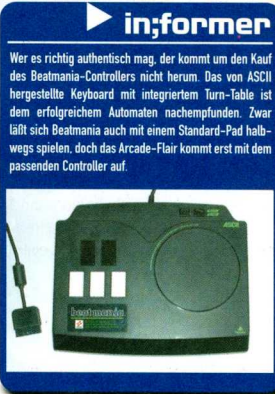 in;former
Wer es richtig authentisch mag, der kommt um den Kauf
des Beatmania-Controllers nicht herum. Das von ASCII
hergestellte Keyboard mit integriertem Turn-Table ist
dem erfolgreichem Automaten nachempfunden. Zwar
läßt sich Beatmania auch mit einem Standard-Pad halb-
wegs spielen, doch das Arcade-Flair kommt erst mit dem
passenden Controller auf.
ASCII
beatmania